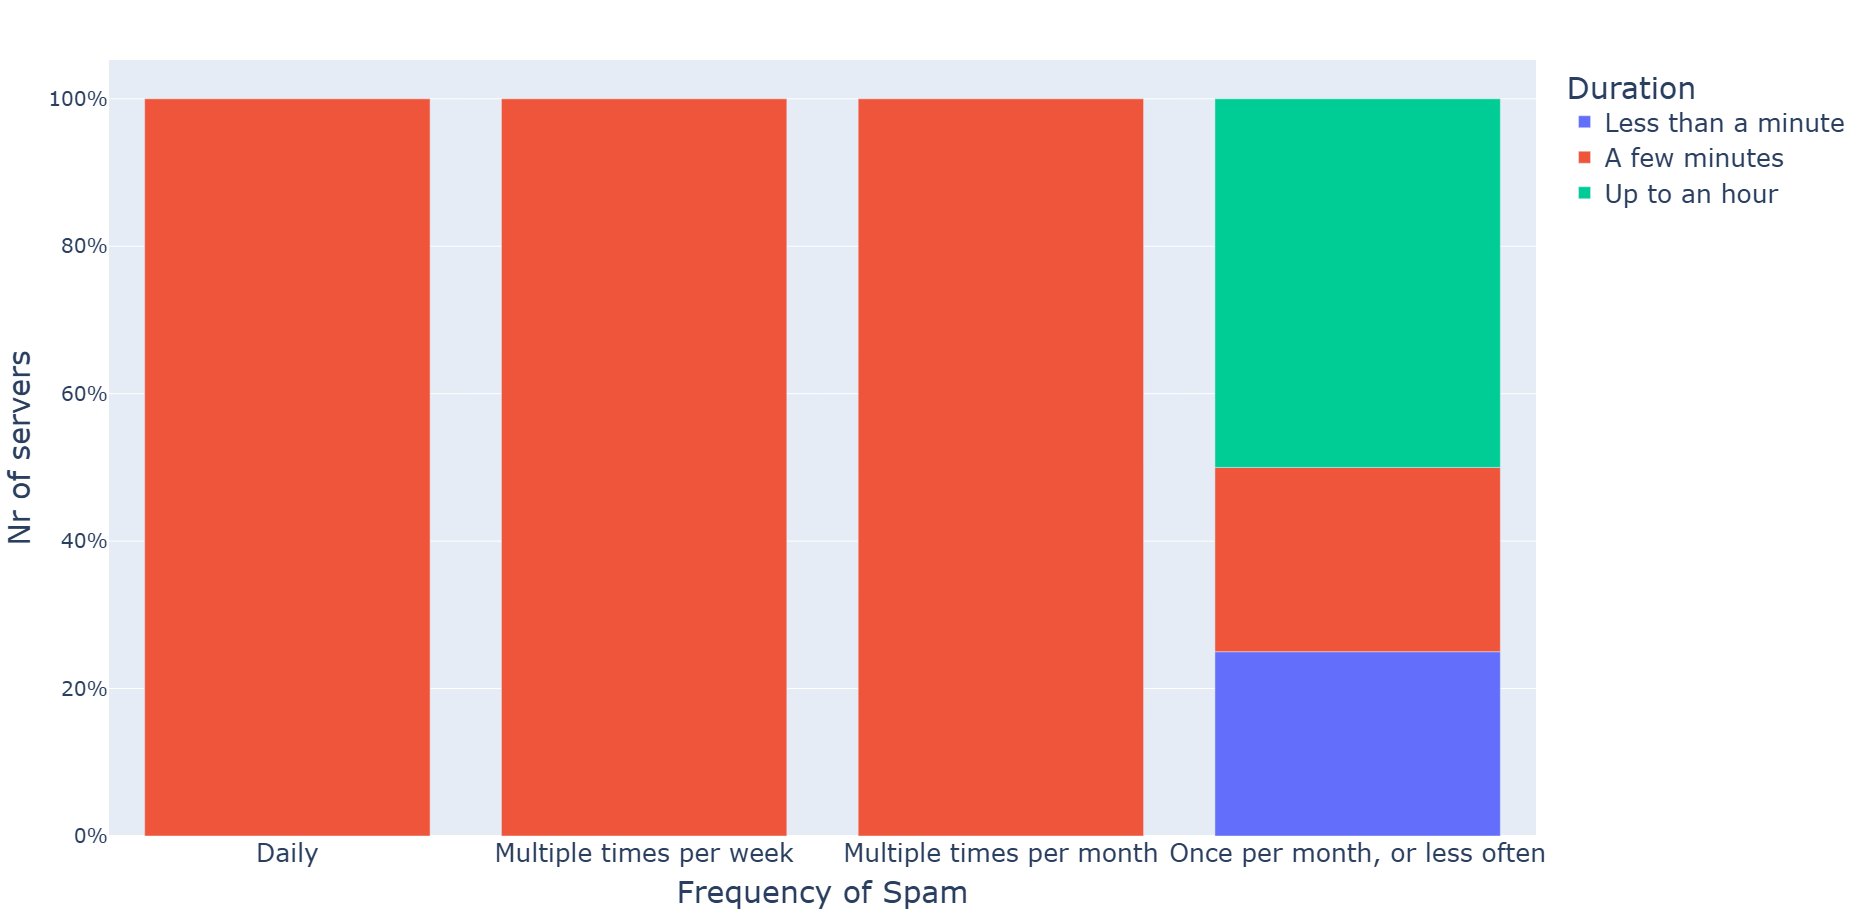 Duration
Less than a minute
A few minutes
Up to an hour
100%
80%
60%
40%
20%
0%
Nr of servers
Daily
Multiple times per week
Multiple times per month
Once per month, or less often
Frequency of Spam